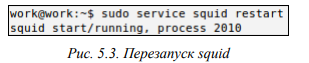 work@work:~$ sudo service squid restart
squid start/running, process 2010
Рис. 5.3. Перезапуск squid